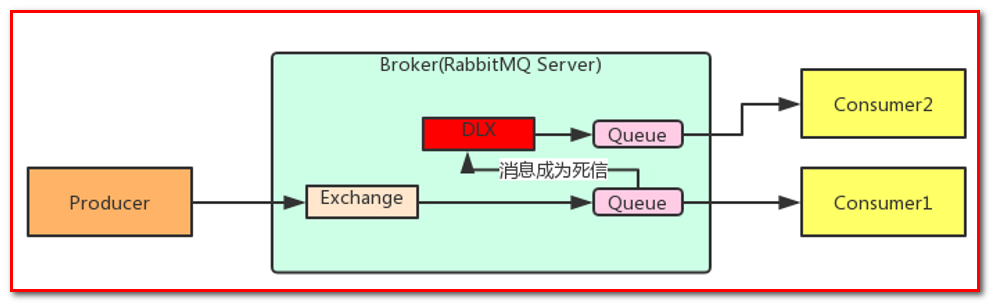 Broker(RabbitMQ Server)
DLX
Queue
Consumer2
消息成为死信
Producer
Exchange
Queue
Consumer1